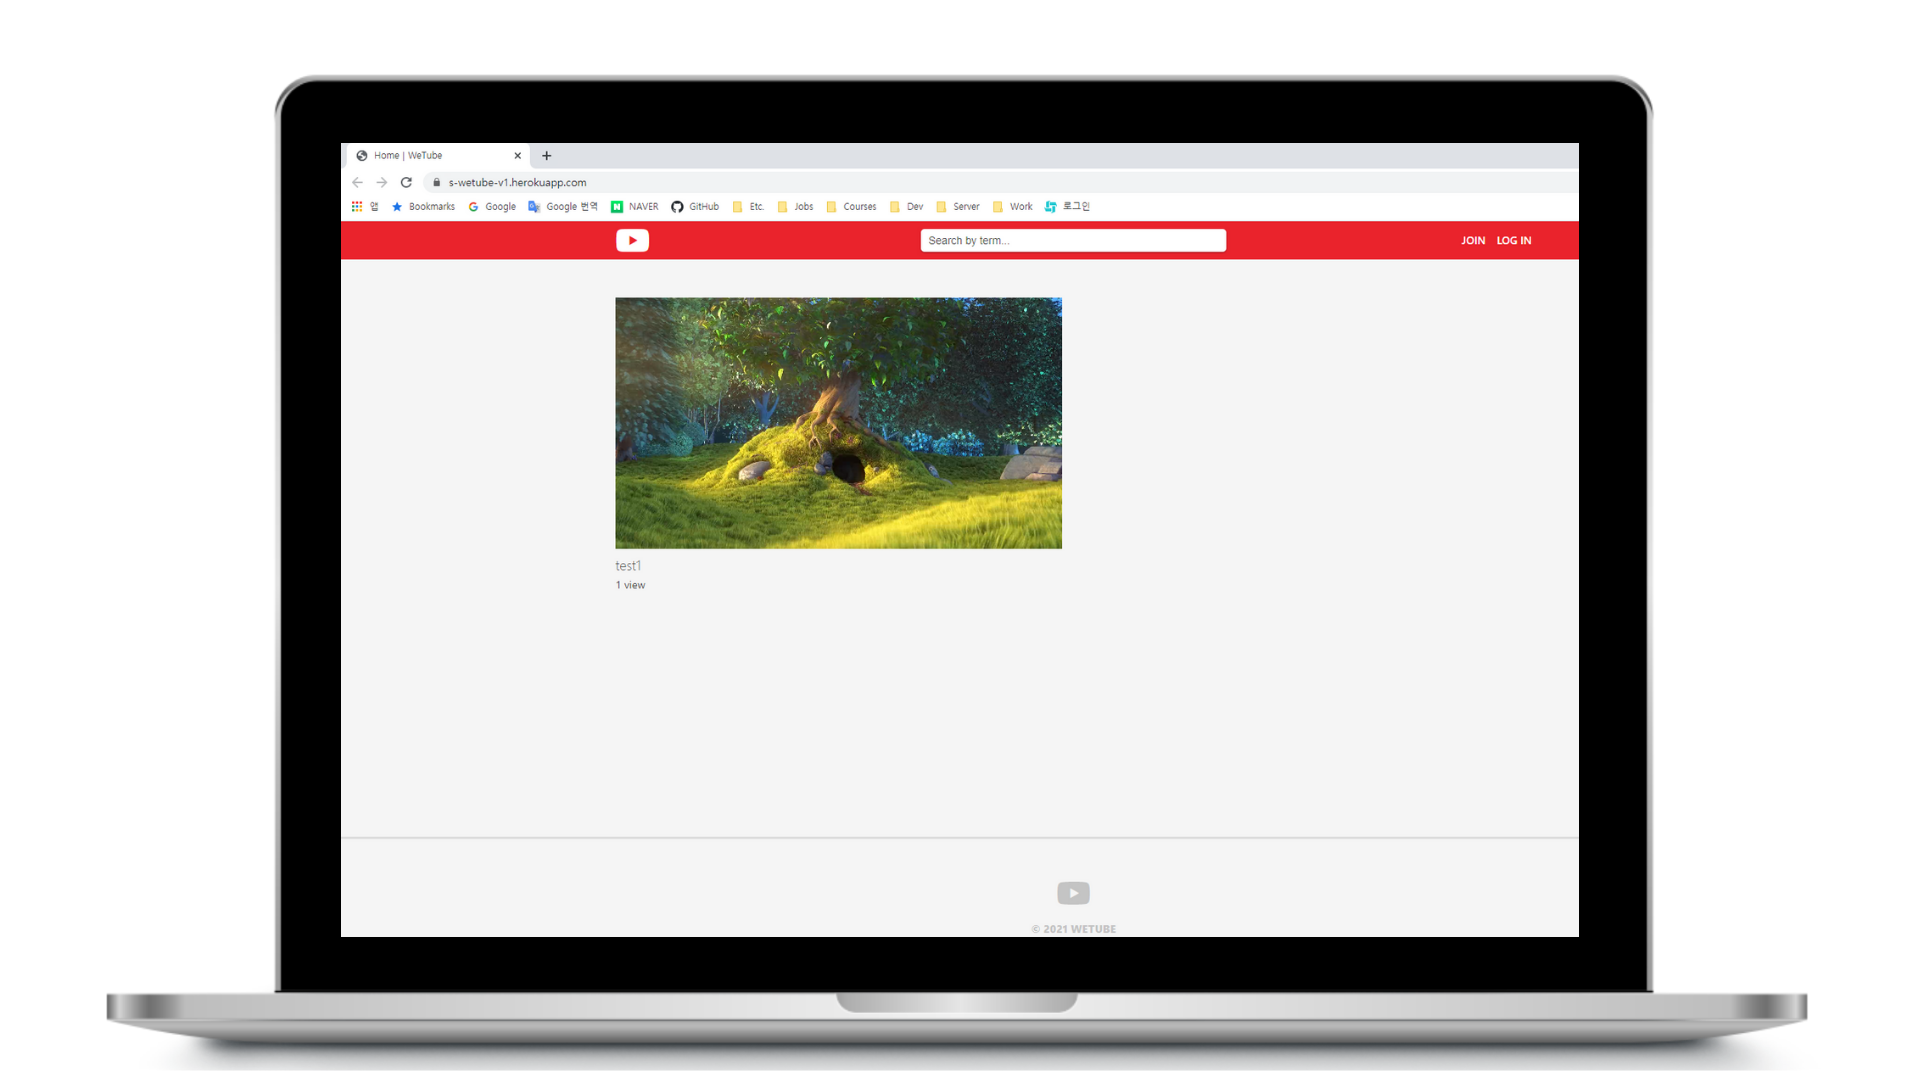 Home | WeTube
s-wetube-v1.herokuapp.com
앱 Bookmarks Google Google 번역 NAVER GitHub Etc. Jobs Courses Dev Server Work 로그인
Search by term... JOIN LOG IN
test1
1 view
© 2021 WETUBE